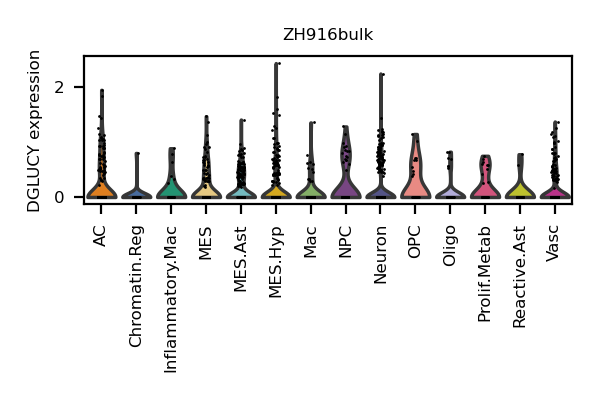 ZH916bulk
DGLUCY expression
2
0
AC
Chromatin.Reg
Inflammatory.Mac
MES
MES.Ast
MES.Hyp
Mac
NPC
Neuron
OPC
Oligo
Prolif.Metab
Reactive.Ast
Vasc